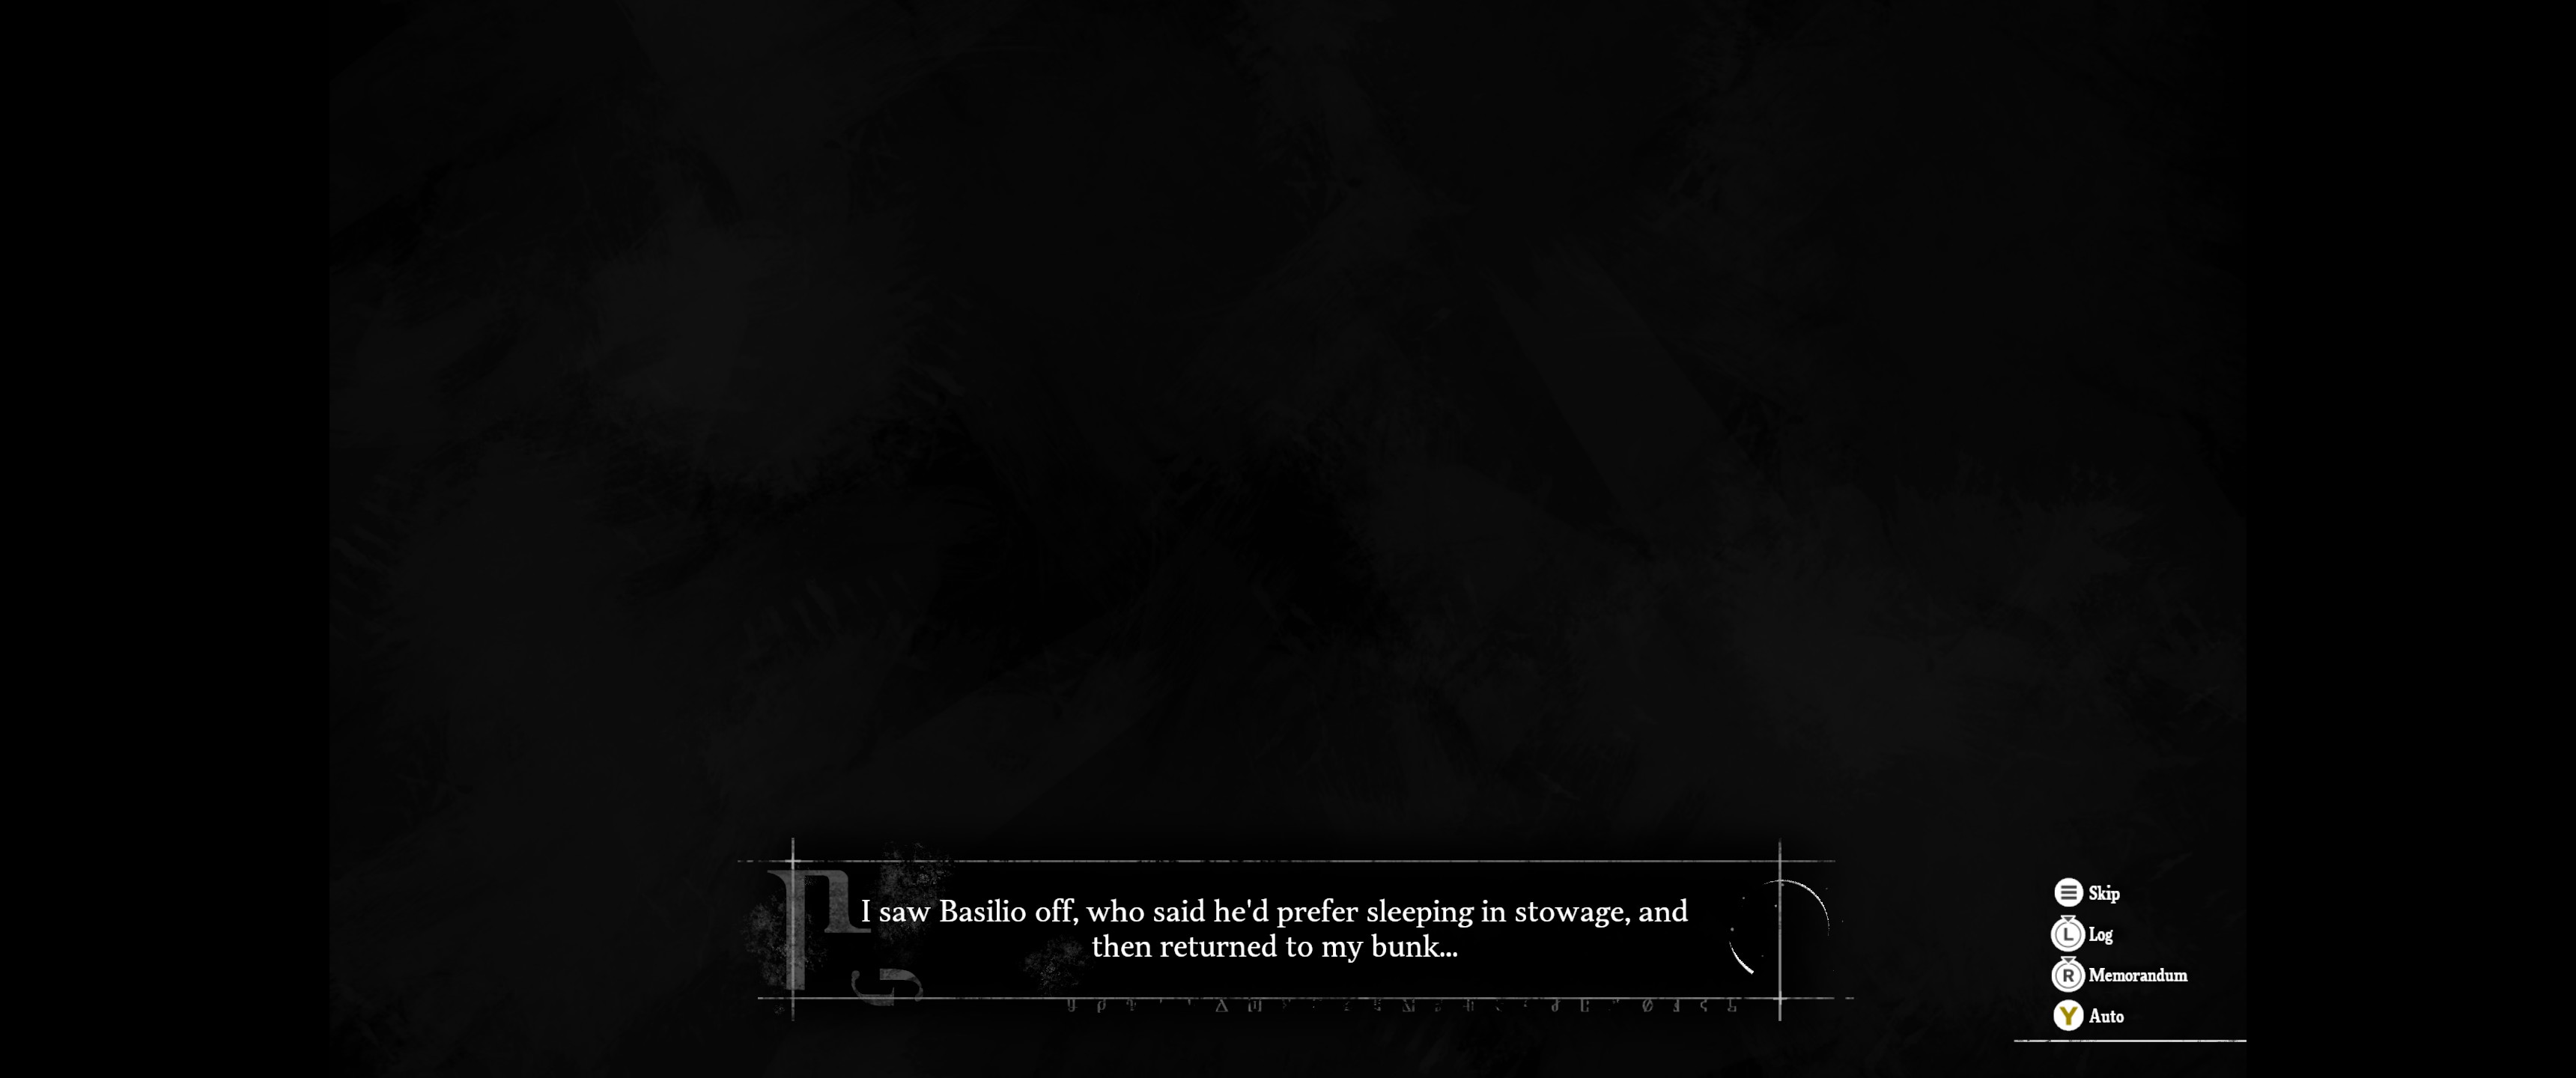 I saw Basilio off, who said he'd prefer sleeping in stowage, and
then returned to my bunk...
Skip
L Log
R Memorandum
Y Auto